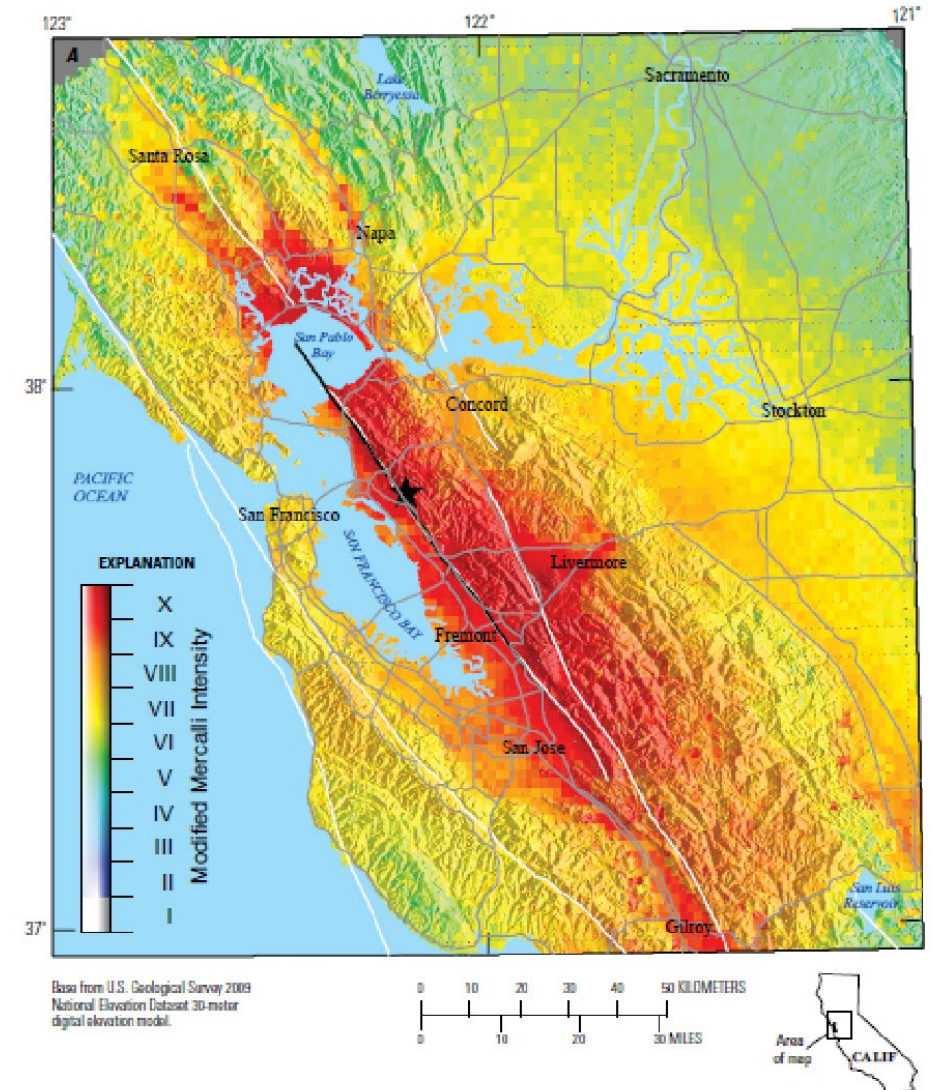 123°
122°
121°
A
Lake
Berryessa
Sacramento
Santa Rosa
Napa
San Pablo
Bay
38°
Concord
Stockton
PACIFIC
OCEAN
San Francisco
SAN FRANCISCO BAY
Livermore
Fremont
San Jose
EXPLANATION
X
IX
VIII
VII
VI
V
IV
III
II
I
Modified Mercalli Intensity
San Luis
Reservoir
Gilroy
37°
Base from U.S. Geological Survey 2009
National Elevation Dataset 30-meter
digital elevation model.
0 10 20 30 40 50 KILOMETERS
0 10 20 30 MILES
Area
of map
CALIF